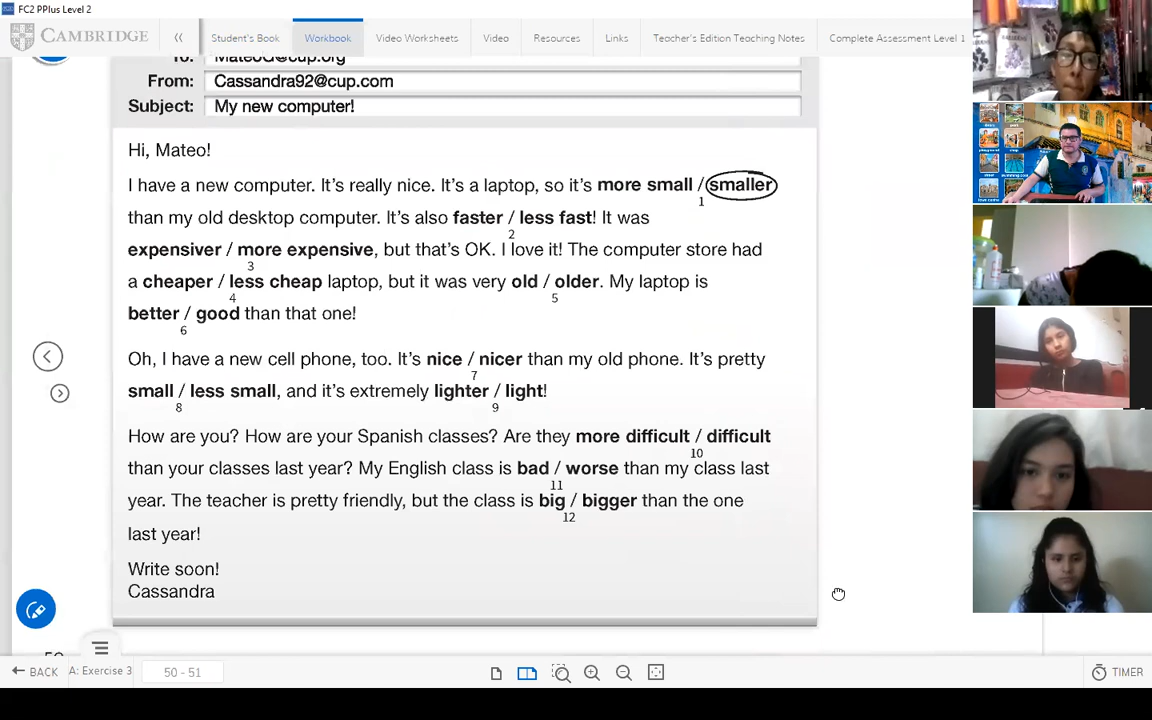 FC2 PPlus Level 2
CAMBRIDGE
Student's Book Workbook Video Worksheets Video Resources Links Teacher's Edition Teaching Notes Complete Assessment Level 1
To: MateoG@cup.org
From: Cassandra92@cup.com
Subject: My new computer!
Hi, Mateo!
I have a new computer. It's really nice. It's a laptop, so it's more small / smaller
1
than my old desktop computer. It's also faster / less fast! It was
2
expensiver / more expensive, but that's OK. I love it! The computer store had
3
a cheaper / less cheap laptop, but it was very old / older. My laptop is
4 5
better / good than that one!
6
Oh, I have a new cell phone, too. It's nice / nicer than my old phone. It's pretty
7
small / less small, and it's extremely lighter / light!
8 9
How are you? How are your Spanish classes? Are they more difficult / difficult
10
than your classes last year? My English class is bad / worse than my class last
11
year. The teacher is pretty friendly, but the class is big / bigger than the one
12
last year!
Write soon!
Cassandra
BACK A: Exercise 3 50 - 51 TIMER